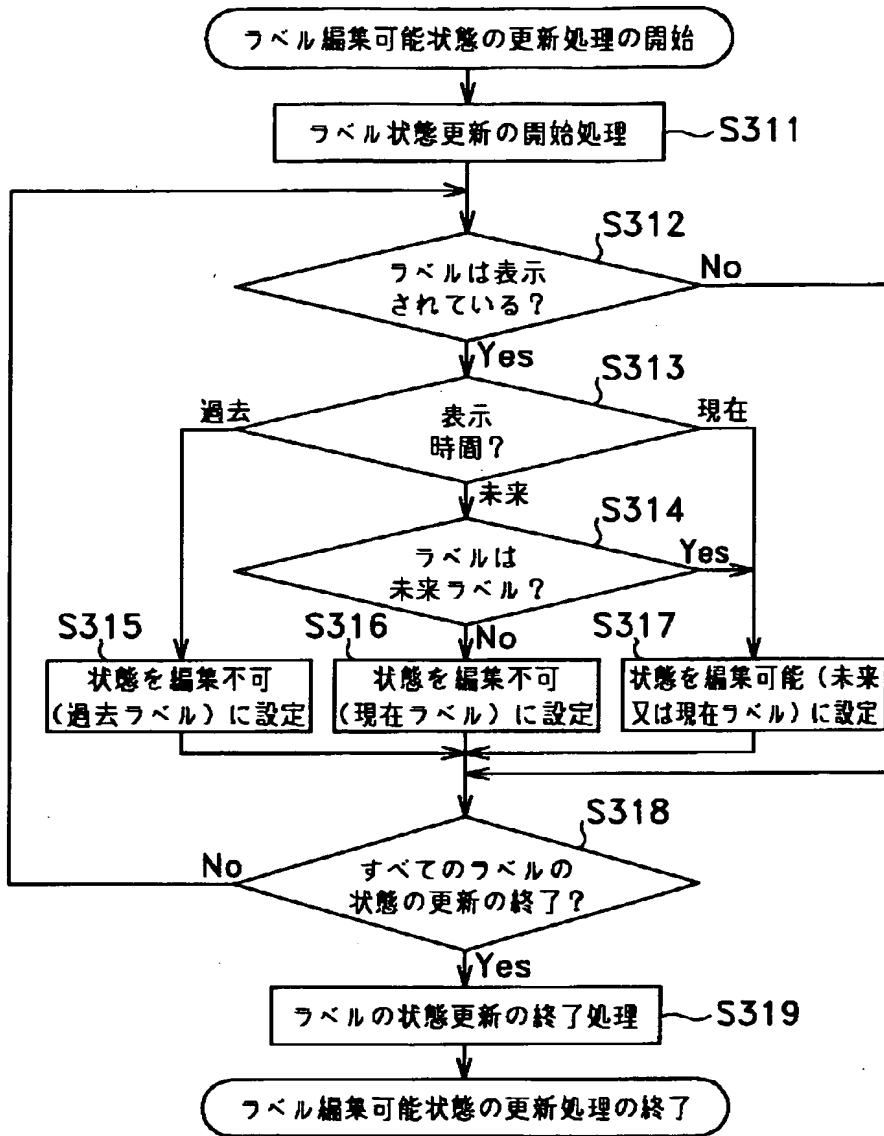 ラベル編集可能状態の更新処理の開始
ラベル状態更新の開始処理
S311
S312
ラベルは表示
されている?
No
Yes
S313
過去
表示
時間?
現在
未来
S314
ラベルは
未来ラベル?
Yes
No
S315
状態を編集不可
(過去ラベル)に設定
S316
状態を編集不可
(現在ラベル)に設定
S317
状態を編集可能(未来
又は現在ラベル)に設定
S318
すべてのラベルの
状態の更新の終了?
No
Yes
ラベルの状態更新の終了処理
S319
ラベル編集可能状態の更新処理の終了